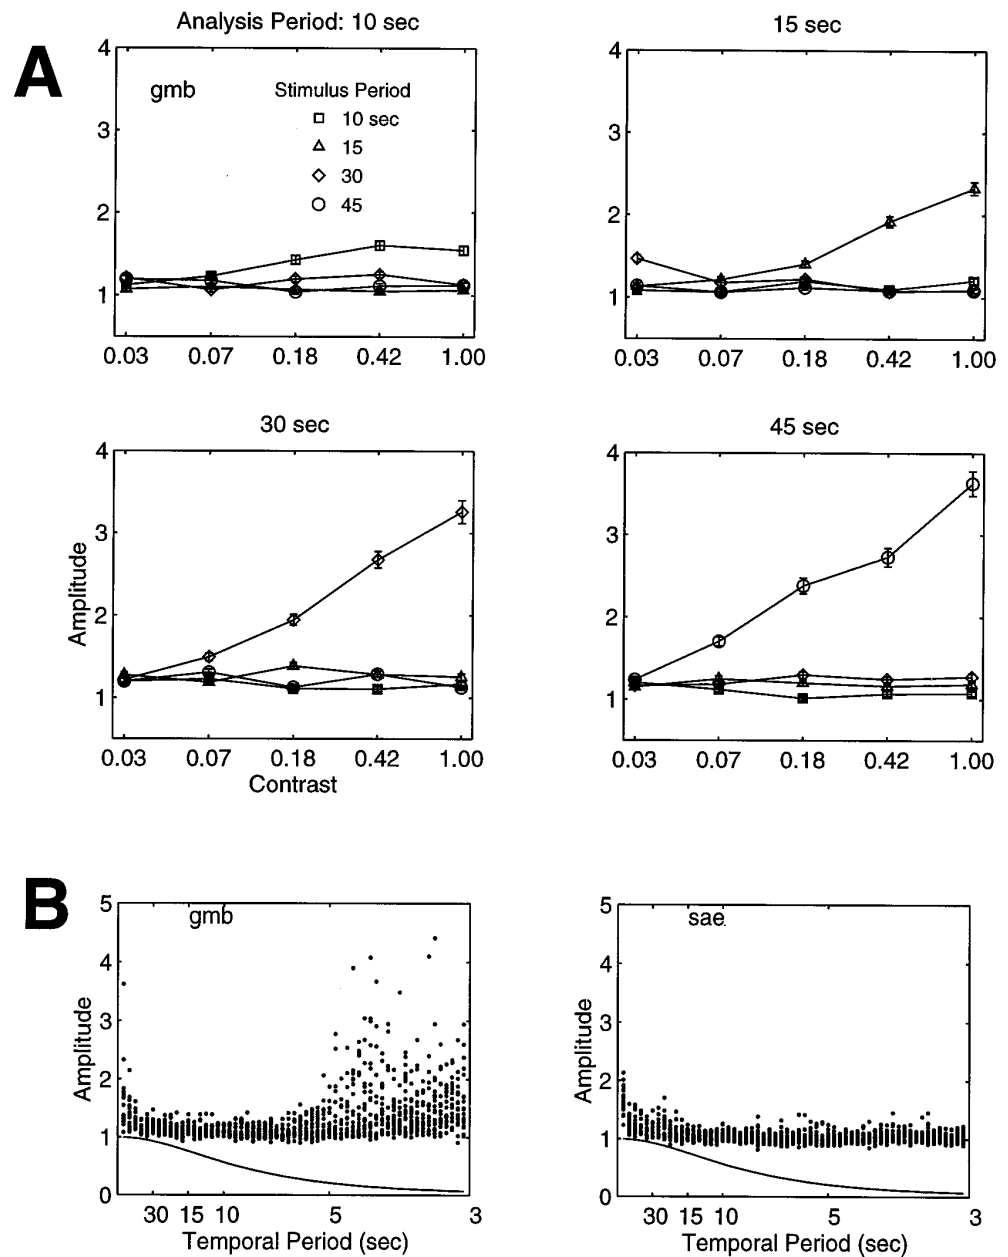 A
Analysis Period: 10 sec
4
3
2
1
gmb
Stimulus Period
10 sec
15
30
45
0.03 0.07 0.18 0.42 1.00
15 sec
4
3
2
1
0.03 0.07 0.18 0.42 1.00
30 sec
4
3
2
1
Amplitude
0.03 0.07 0.18 0.42 1.00
Contrast
45 sec
4
3
2
1
0.03 0.07 0.18 0.42 1.00
B
gmb
5
4
3
2
1
0
Amplitude
30 15 10 5 3
Temporal Period (sec)
sae
5
4
3
2
1
0
Amplitude
30 15 10 5 3
Temporal Period (sec)